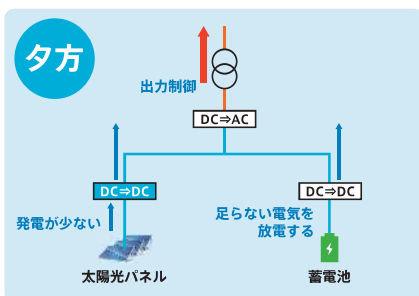 夕方
出力制御
DC⇒AC
DC⇒DC
DC⇒DC
発電が少ない
足らない電気を
放電する
太陽光パネル
蓄電池